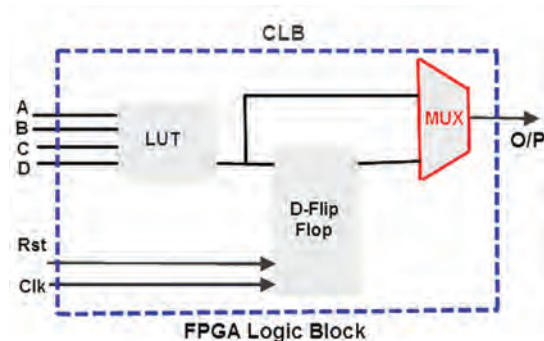 CLB
A
B
C
D
LUT
MUX
O/P
D-Flip
Flop
Rst
Clk
FPGA Logic Block